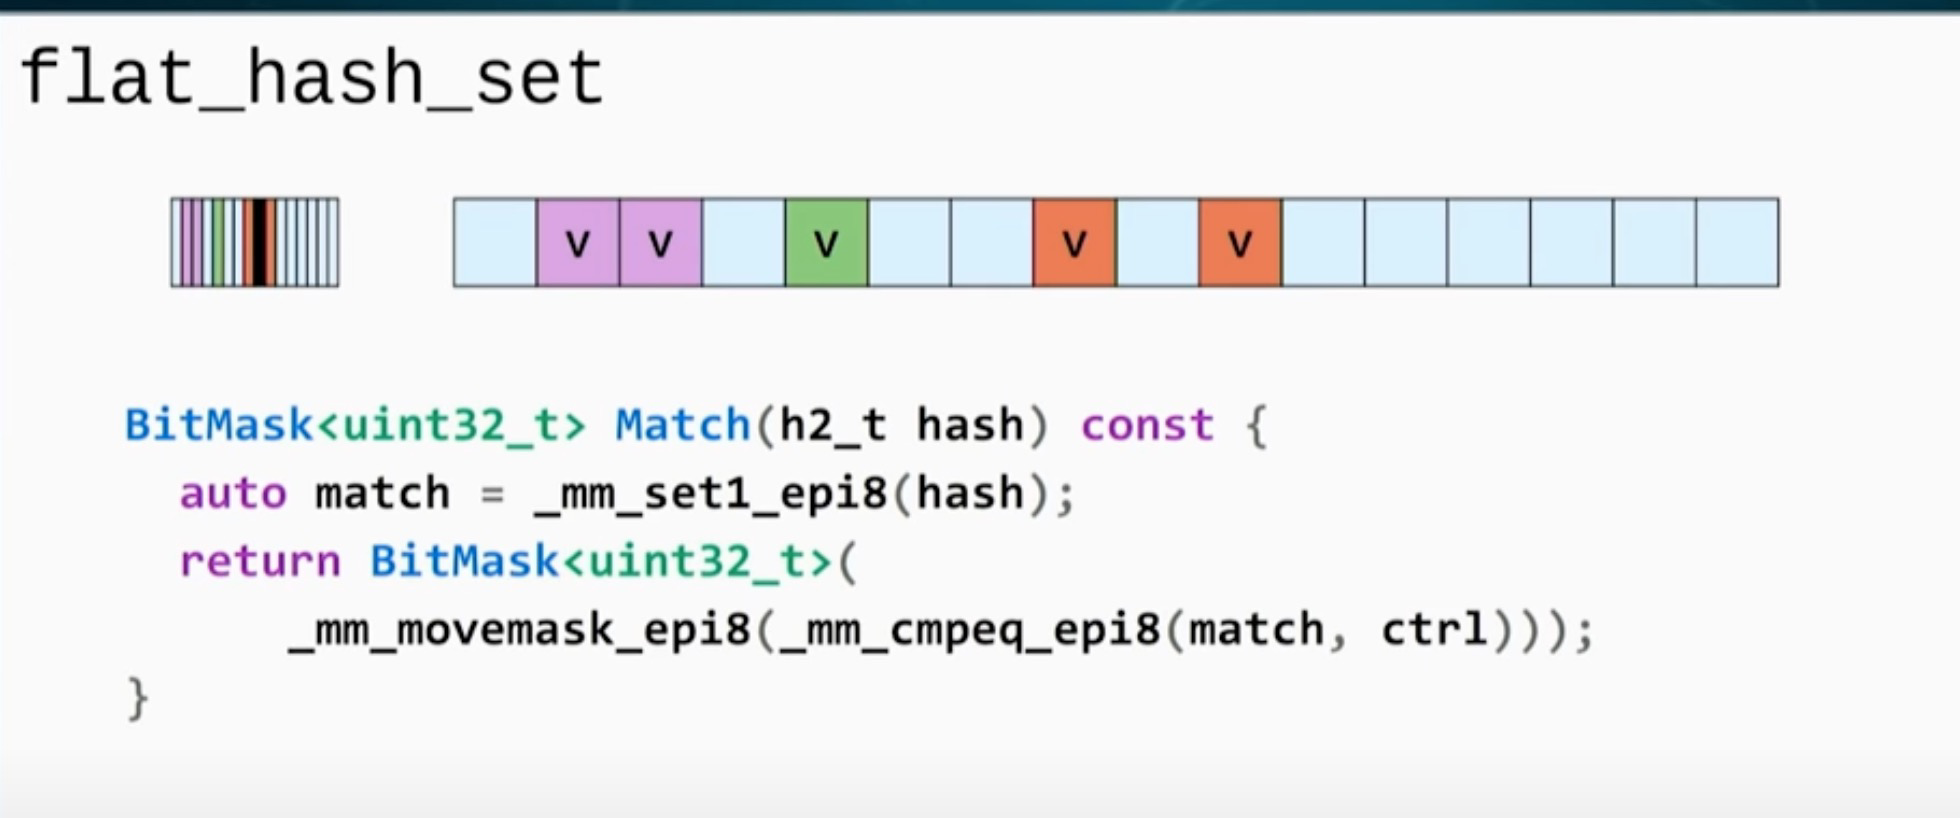 flat_hash_set
v v v v v
BitMask<uint32_t> Match(h2_t hash) const {
auto match = _mm_set1_epi8(hash);
return BitMask<uint32_t>(
_mm_movemask_epi8(_mm_cmpeq_epi8(match, ctrl)));
}